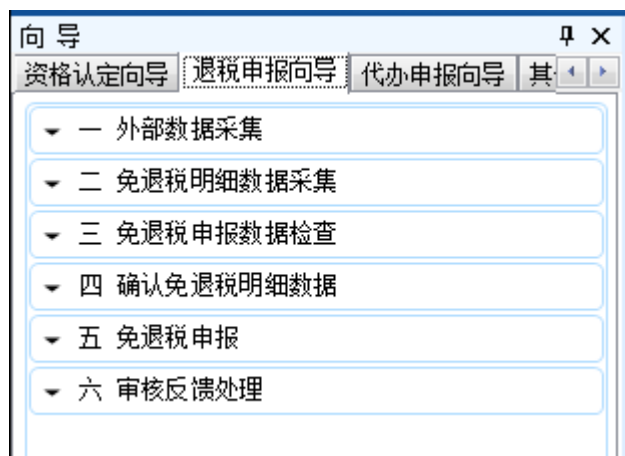 向 导
资格认定向导 退税申报向导 代办申报向导 其
一 外部数据采集
二 免退税明细数据采集
三 免退税申报数据检查
四 确认免退税明细数据
五 免退税申报
六 审核反馈处理